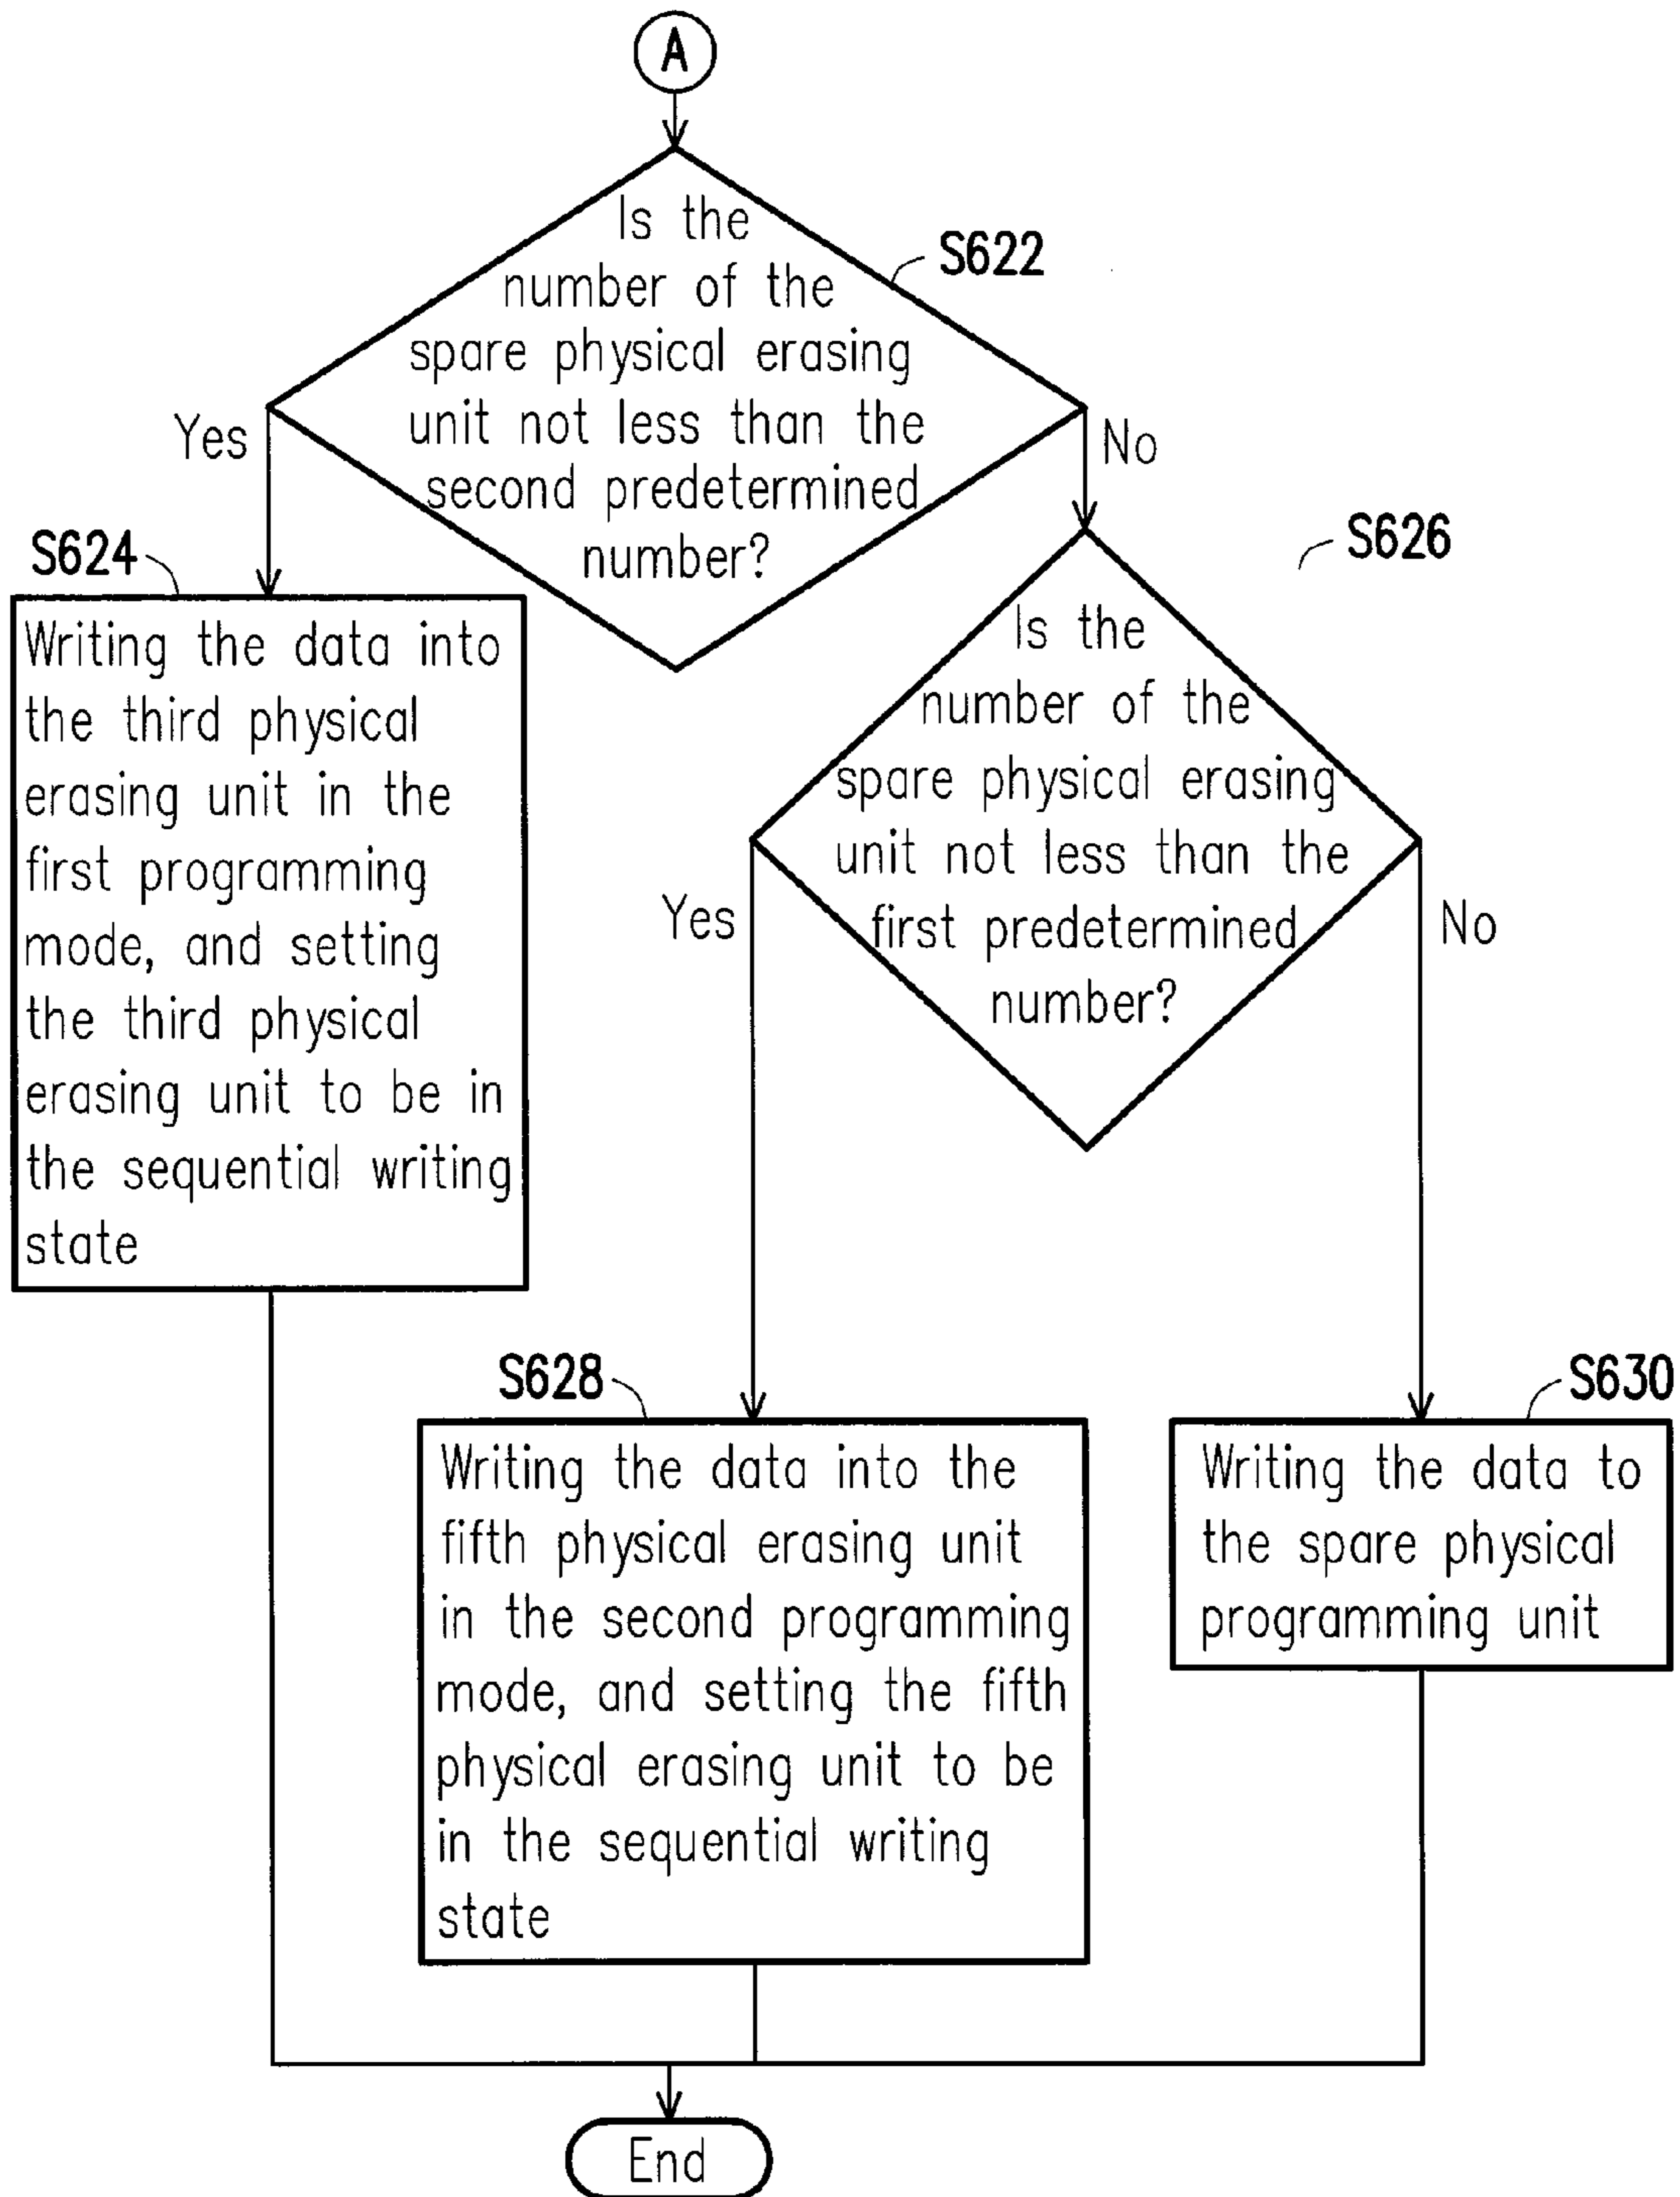 A
Is the
number of the
spare physical erasing
unit not less than the
second predetermined
number?
S622
Yes
No
S624
Writing the data into
the third physical
erasing unit in the
first programming
mode, and setting
the third physical
erasing unit to be in
the sequential writing
state
S626
Is the
number of the
spare physical erasing
unit not less than the
first predetermined
number?
Yes
No
S628
Writing the data into the
fifth physical erasing unit
in the second programming
mode, and setting the fifth
physical erasing unit to be
in the sequential writing
state
S630
Writing the data to
the spare physical
programming unit
End